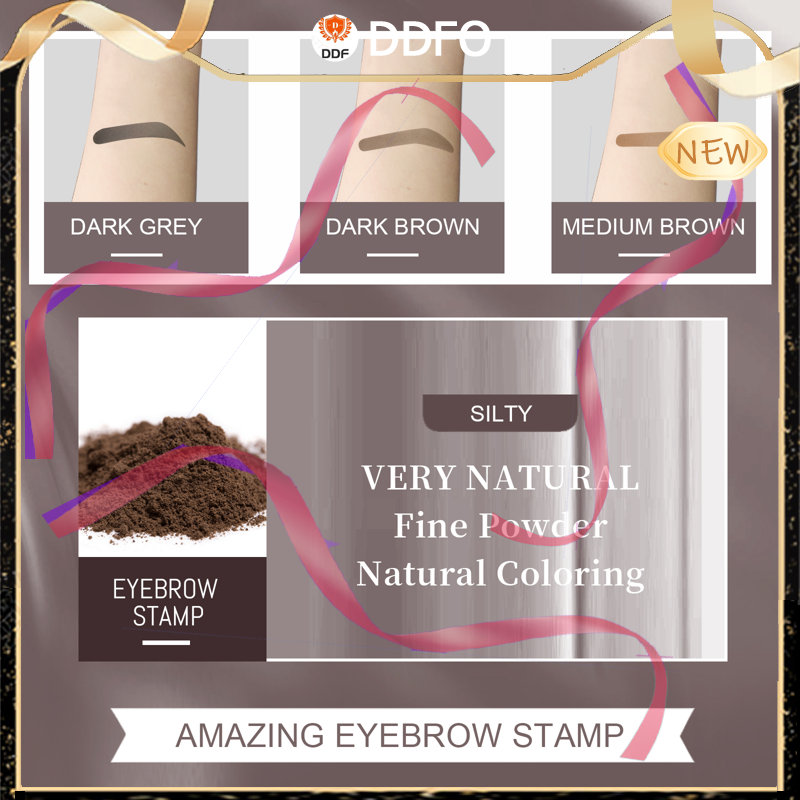 DDF
DDFO
NEW
DARK GREY
DARK BROWN
MEDIUM BROWN
SILTY
VERY NATURAL
Fine Powder
Natural Coloring
EYEBROW
STAMP
AMAZING EYEBROW STAMP